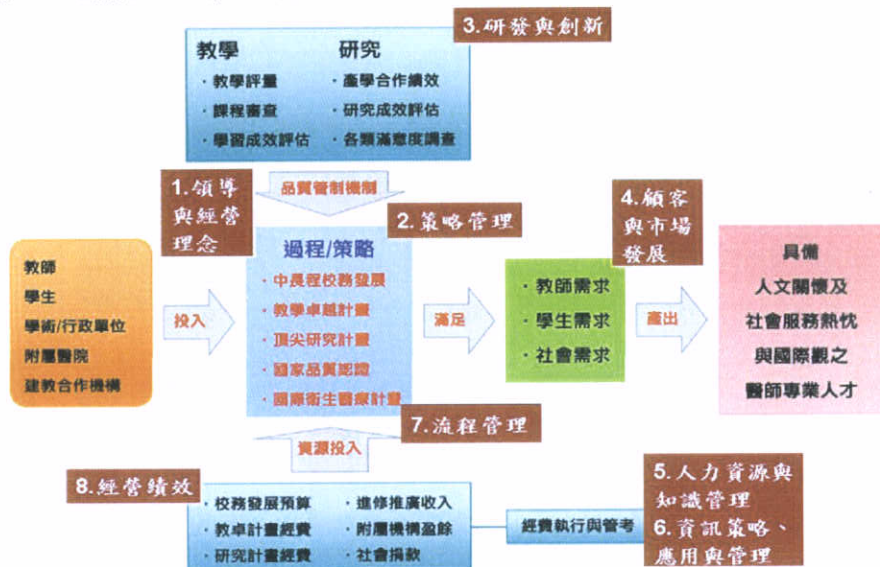 3.研發與創新
教學
・教學評量
・課程審查
・學習成效評估
研究
・產學合作績效
・研究成效評估
・各類滿意度調查
品質管制機制
1.領導
與經營
理念
2.策略管理
4.顧客
與市場
發展
教師
學生
學術/行政單位
附屬醫院
建教合作機構
投入
過程/策略
・中長程校務發展
・教學卓越計畫
・頂尖研究計畫
・國家品質認證
・國際衛生醫療計畫
滿足
・教師需求
・學生需求
・社會需求
產出
具備
人文關懷及
社會服務熱忱
與國際觀之
醫師專業人才
7.流程管理
資源投入
8.經營績效
・校務發展預算
・教卓計畫經費
・研究計畫經費
・進修推廣收入
・附屬機構盈餘
・社會捐款
經費執行與管考
5.人力資源與
知識管理
6.資訊策略、
應用與管理